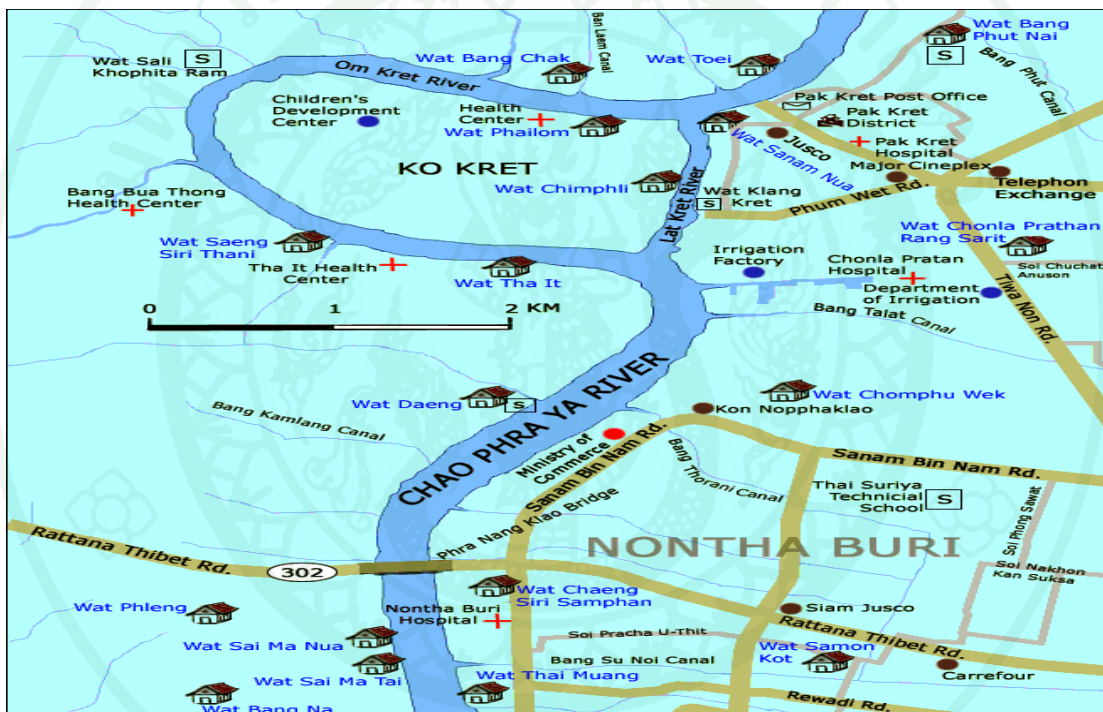 Wat Sali
Khophita Ram
S
Om Kret River
Wat Bang Chak
Ban Laem Canal
Wat Toei
Wat Bang
Phut Nai
S
Bang Phut Canal
Children's
Development
Center
Health
Center
Wat Phailom
Pak Kret Post Office
Pak Kret
District
Jusco
Pak Kret
Hospital
Wat Sanam Nua
Major Cineplex
KO KRET
Wat Chimphli
Wat Klang
Kret
S
Phum Wet Rd.
Telephon
Exchange
Bang Bua Thong
Health Center
Lat Kret River
Wat Saeng
Siri Thani
Tha It Health
Center
Wat Tha It
Irrigation
Factory
Chonla Pratan
Hospital
Wat Chonla Prathan
Rang Sarit
Soi Chuchat
Anuson
Department
of Irrigation
Tiwa Non Rd.
Bang Talat Canal
0
1
2 KM
CHAO PHRA YA RIVER
Wat Daeng
S
Bang Kamlang Canal
Wat Chomphu Wek
Kon Nopphaklao
Ministry of
Commerce
Sanam Bin Nam Rd.
Bang Thorani Canal
Sanam Bin Nam Rd.
Thai Suriya
Technicial
School
S
Soi Phong Sawat
Phra Nang Klao Bridge
NONTHA BURI
Soi Nakhon
Kan Suksa
Rattana Thibet Rd.
302
Wat Phleng
Wat Chaeng
Siri Samphan
Nontha Buri
Hospital
Siam Jusco
Soi Pracha U-Thit
Rattana Thibet Rd.
Wat Sai Ma Nua
Wat Sai Ma Tai
Bang Su Noi Canal
Wat Samon
Kot
Carrefour
Wat Thai Muang
Rewadi Rd.
Wat Bang Na